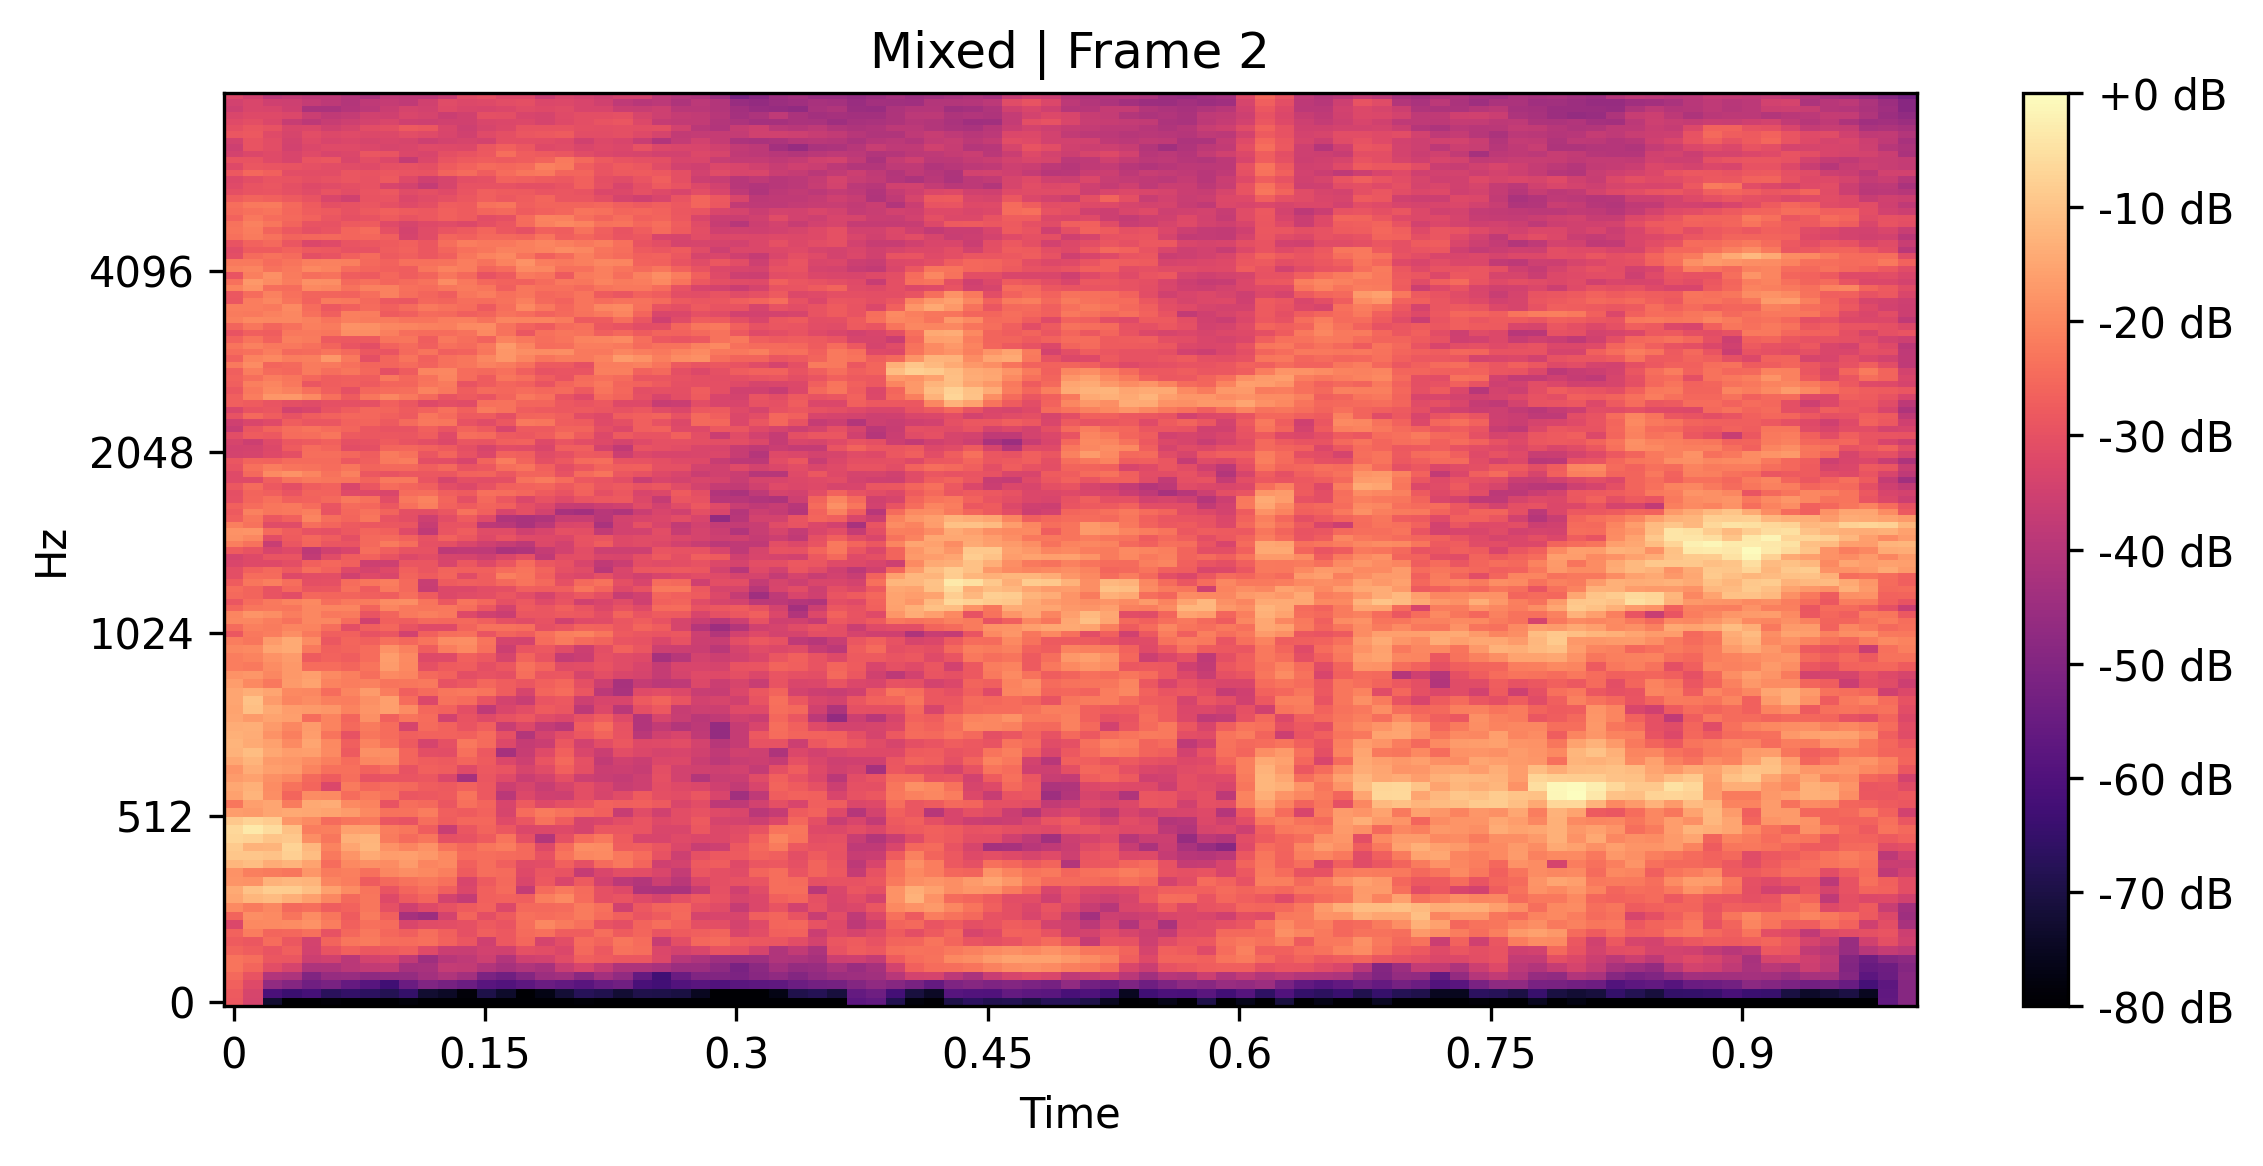 Mixed | Frame 2
+0 dB
-10 dB
-20 dB
-30 dB
-40 dB
-50 dB
-60 dB
-70 dB
-80 dB
Hz
4096
2048
1024
512
0
0 0.15 0.3 0.45 0.6 0.75 0.9
Time